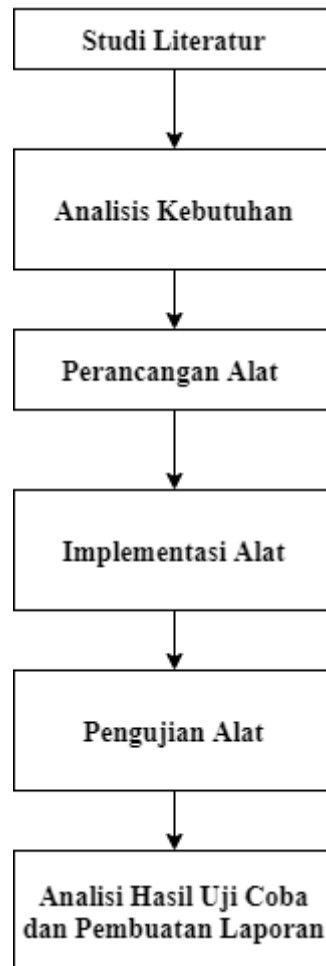 Studi Literatur
Analisis Kebutuhan
Perancangan Alat
Implementasi Alat
Pengujian Alat
Analisi Hasil Uji Coba
dan Pembuatan Laporan